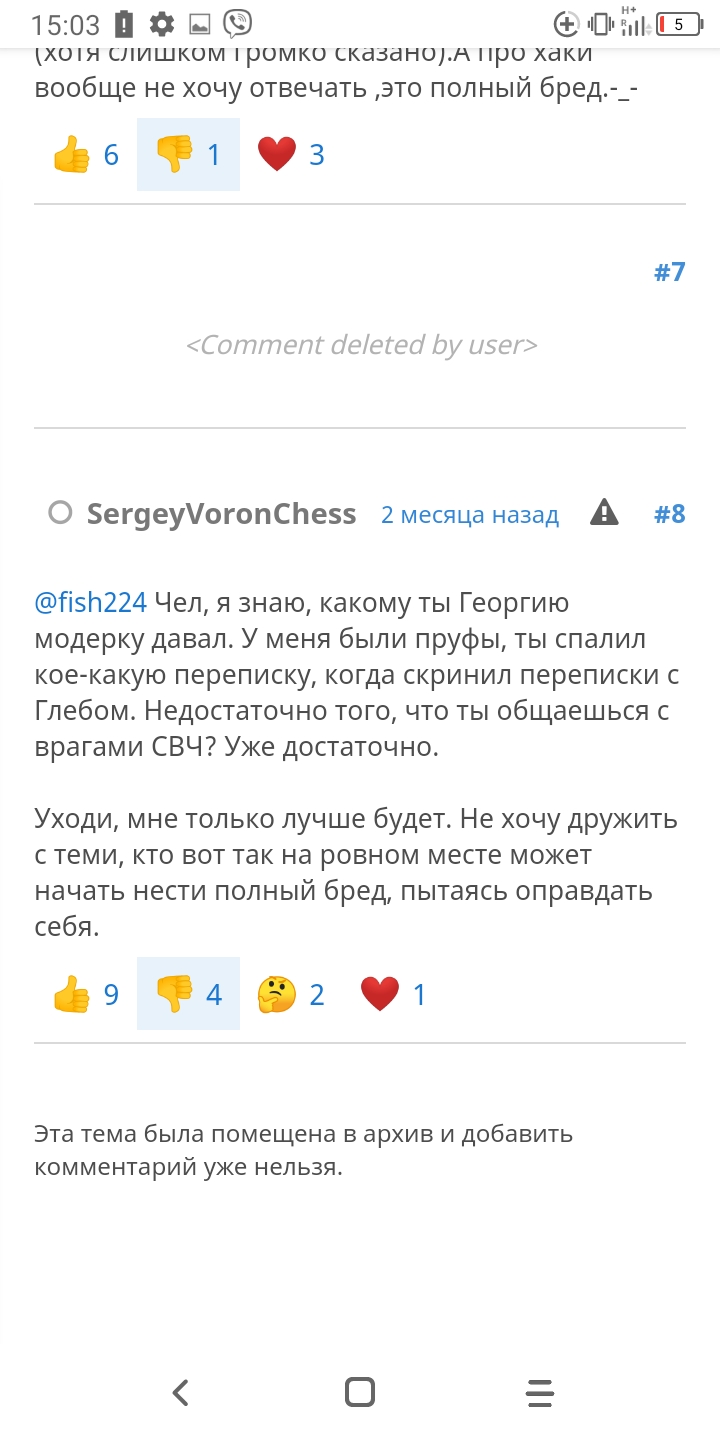 15:03
H+
R
5
(хотя слишком громко сказано).А про хаки
вообще не хочу отвечать ,это полный бред.-_-
6 1 3
#7
<Comment deleted by user>
SergeyVoronChess 2 месяца назад #8
@fish224 Чел, я знаю, какому ты Георгию
модерку давал. У меня были пруфы, ты спалил
кое-какую переписку, когда скринил переписки с
Глебом. Недостаточно того, что ты общаешься с
врагами СВЧ? Уже достаточно.
Уходи, мне только лучше будет. Не хочу дружить
с теми, кто вот так на ровном месте может
начать нести полный бред, пытаясь оправдать
себя.
9 4 2 1
Эта тема была помещена в архив и добавить
комментарий уже нельзя.